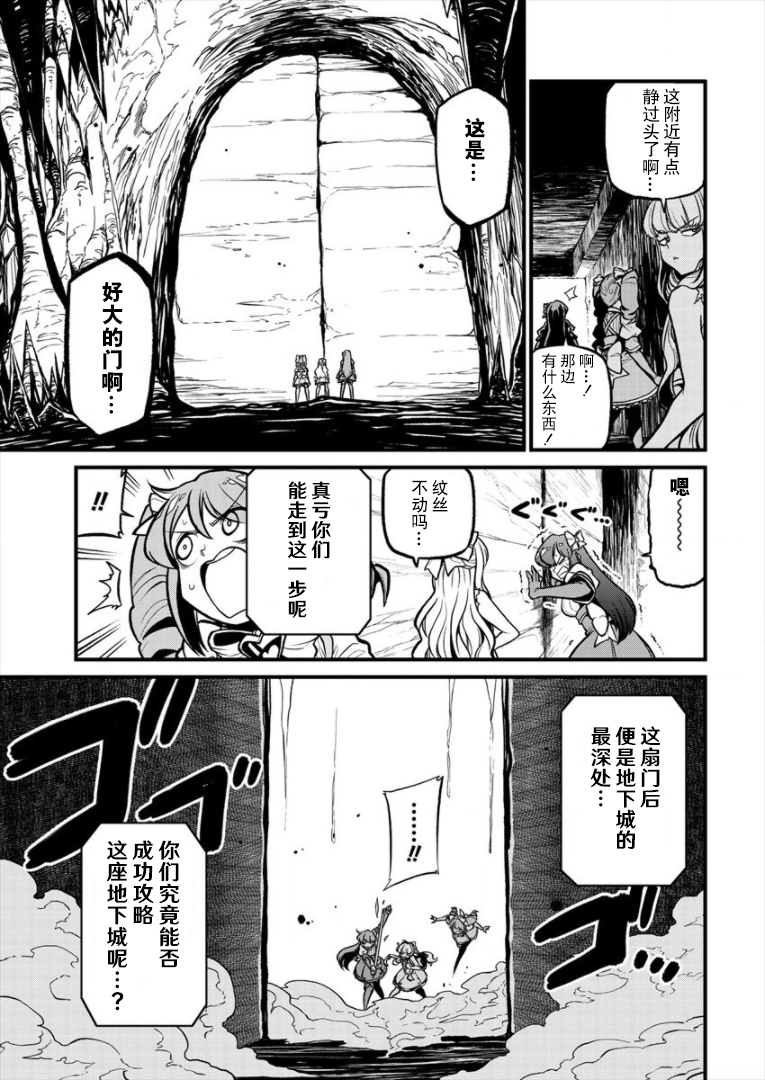 这附近有点
静过头了啊…
啊…!
那边
有什么东西!
这是…
好大的门啊…
嗯
ぐぐぐ…
纹丝
不动吗…
真亏你们
能走到这一步呢
!!
这扇门后
便是地下城的
最深处…
……!!
ゴゴゴ
你们究竟能否
成功攻略
这座地下城呢…?